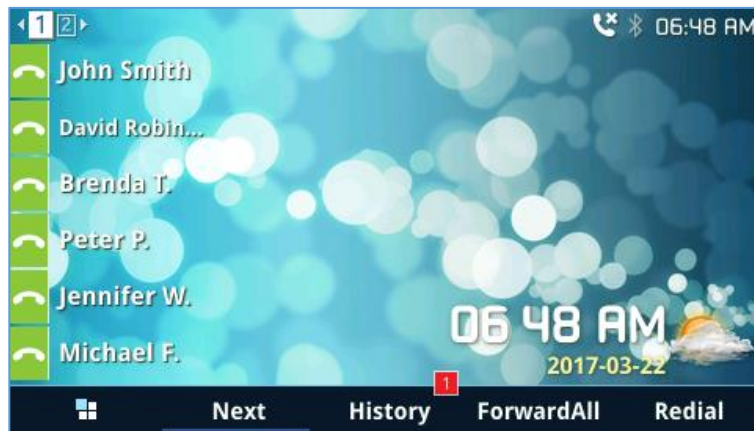 1 2 06:48 AM
John Smith
David Robin...
Brenda T.
Peter P.
Jennifer W.
Michael F.
06 48 AM
2017-03-22
1
Next History ForwardAll Redial